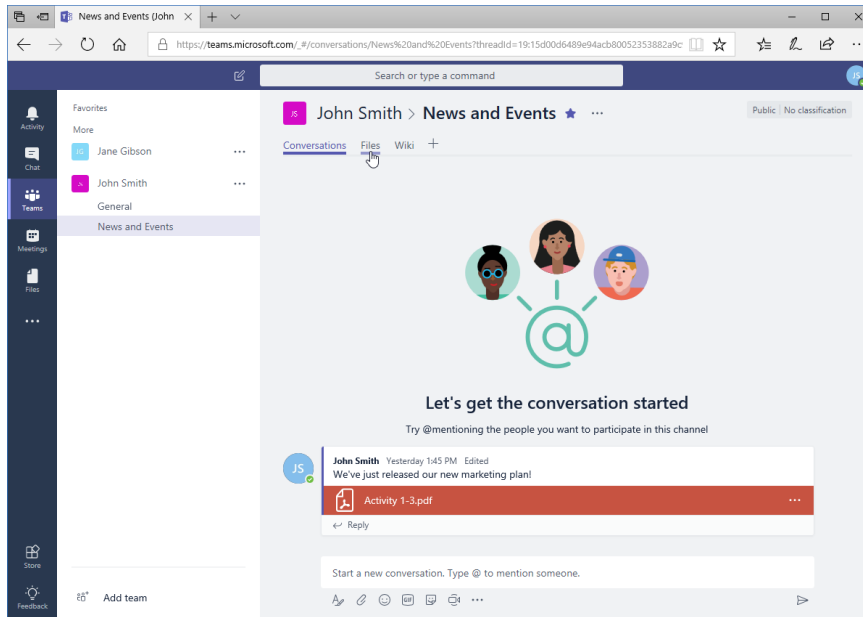 News and Events (John
https://teams.microsoft.com/_#/conversations/News%20and%20Events?threadId=19:15d00d6489e94acb80052353882a9c
Search or type a command
JS
Activity
Chat
Teams
Meetings
Files
Store
Feedback
Favorites
More
JG Jane Gibson
JS John Smith
General
News and Events
Add team
JS John Smith > News and Events
Public No classification
Conversations Files Wiki
Let's get the conversation started
Try @mentioning the people you want to participate in this channel
JS
John Smith Yesterday 1:45 PM Edited
We've just released our new marketing plan!
Activity 1-3.pdf
Reply
Start a new conversation. Type @ to mention someone.
GIF